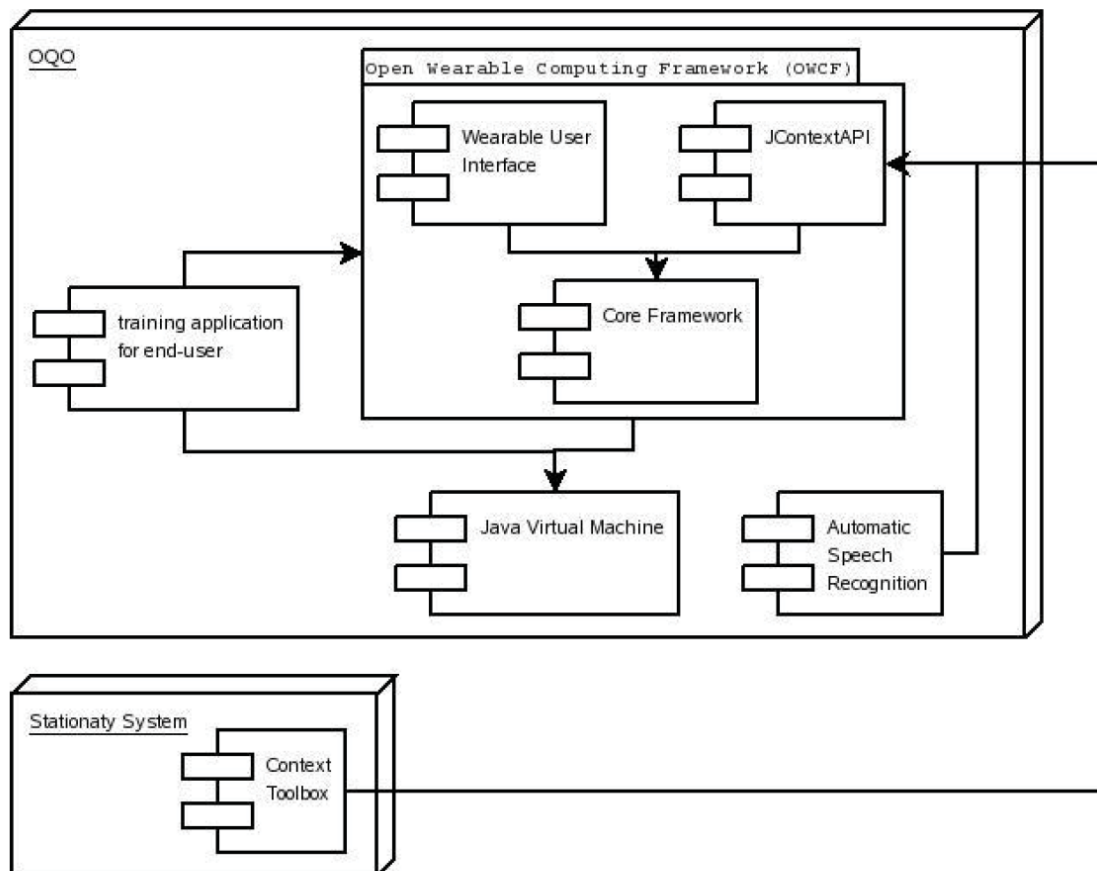 OQO
Open Wearable Computing Framework (OWCF)
Wearable User
Interface
JContextAPI
training application
for end-user
Core Framework
Java Virtual Machine
Automatic
Speech
Recognition
Stationaty System
Context
Toolbox